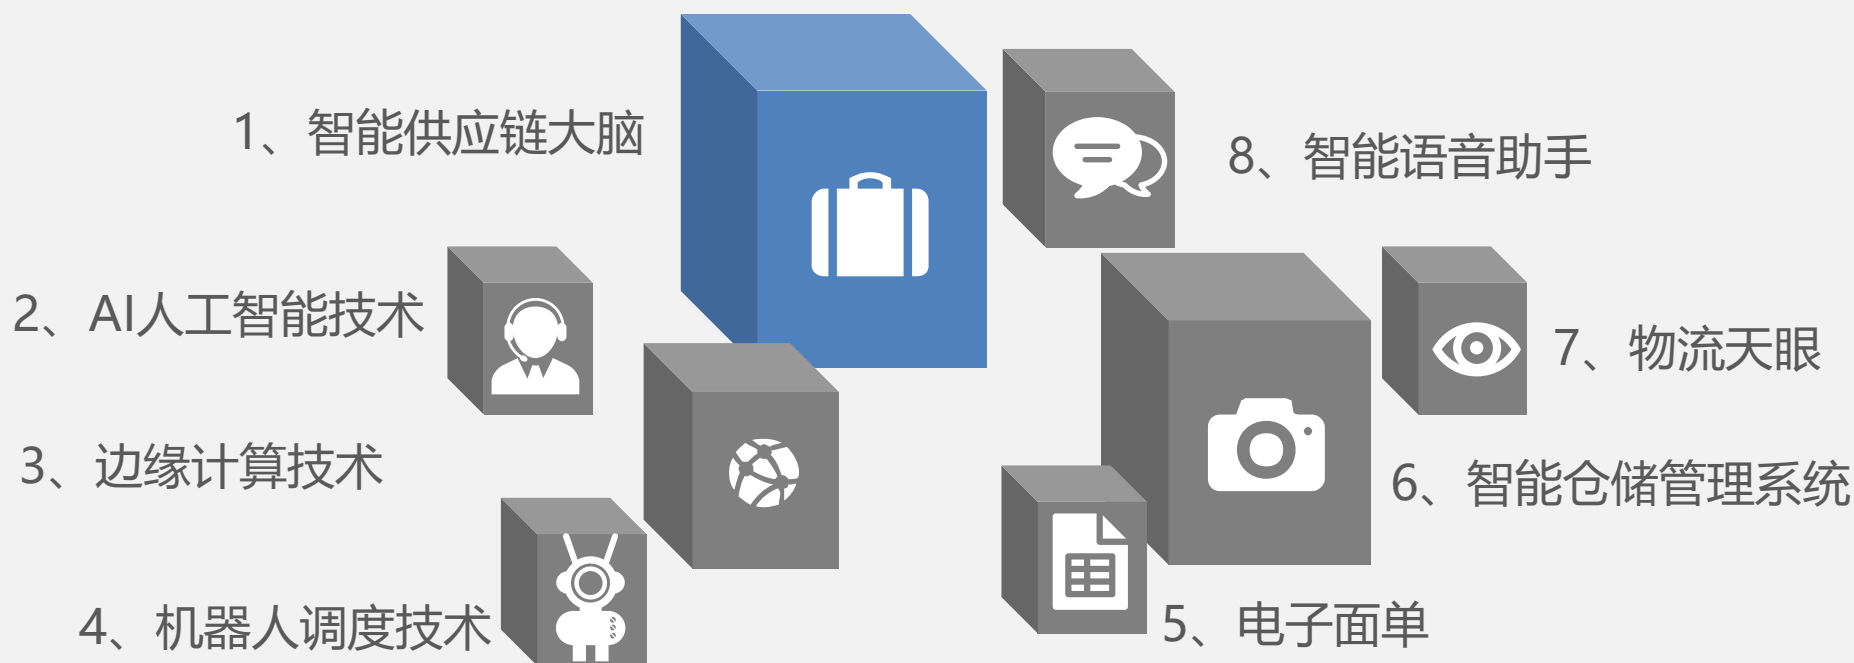 1、智能供应链大脑
2、AI人工智能技术
3、边缘计算技术
4、机器人调度技术
5、电子面单
6、智能仓储管理系统
7、物流天眼
8、智能语音助手